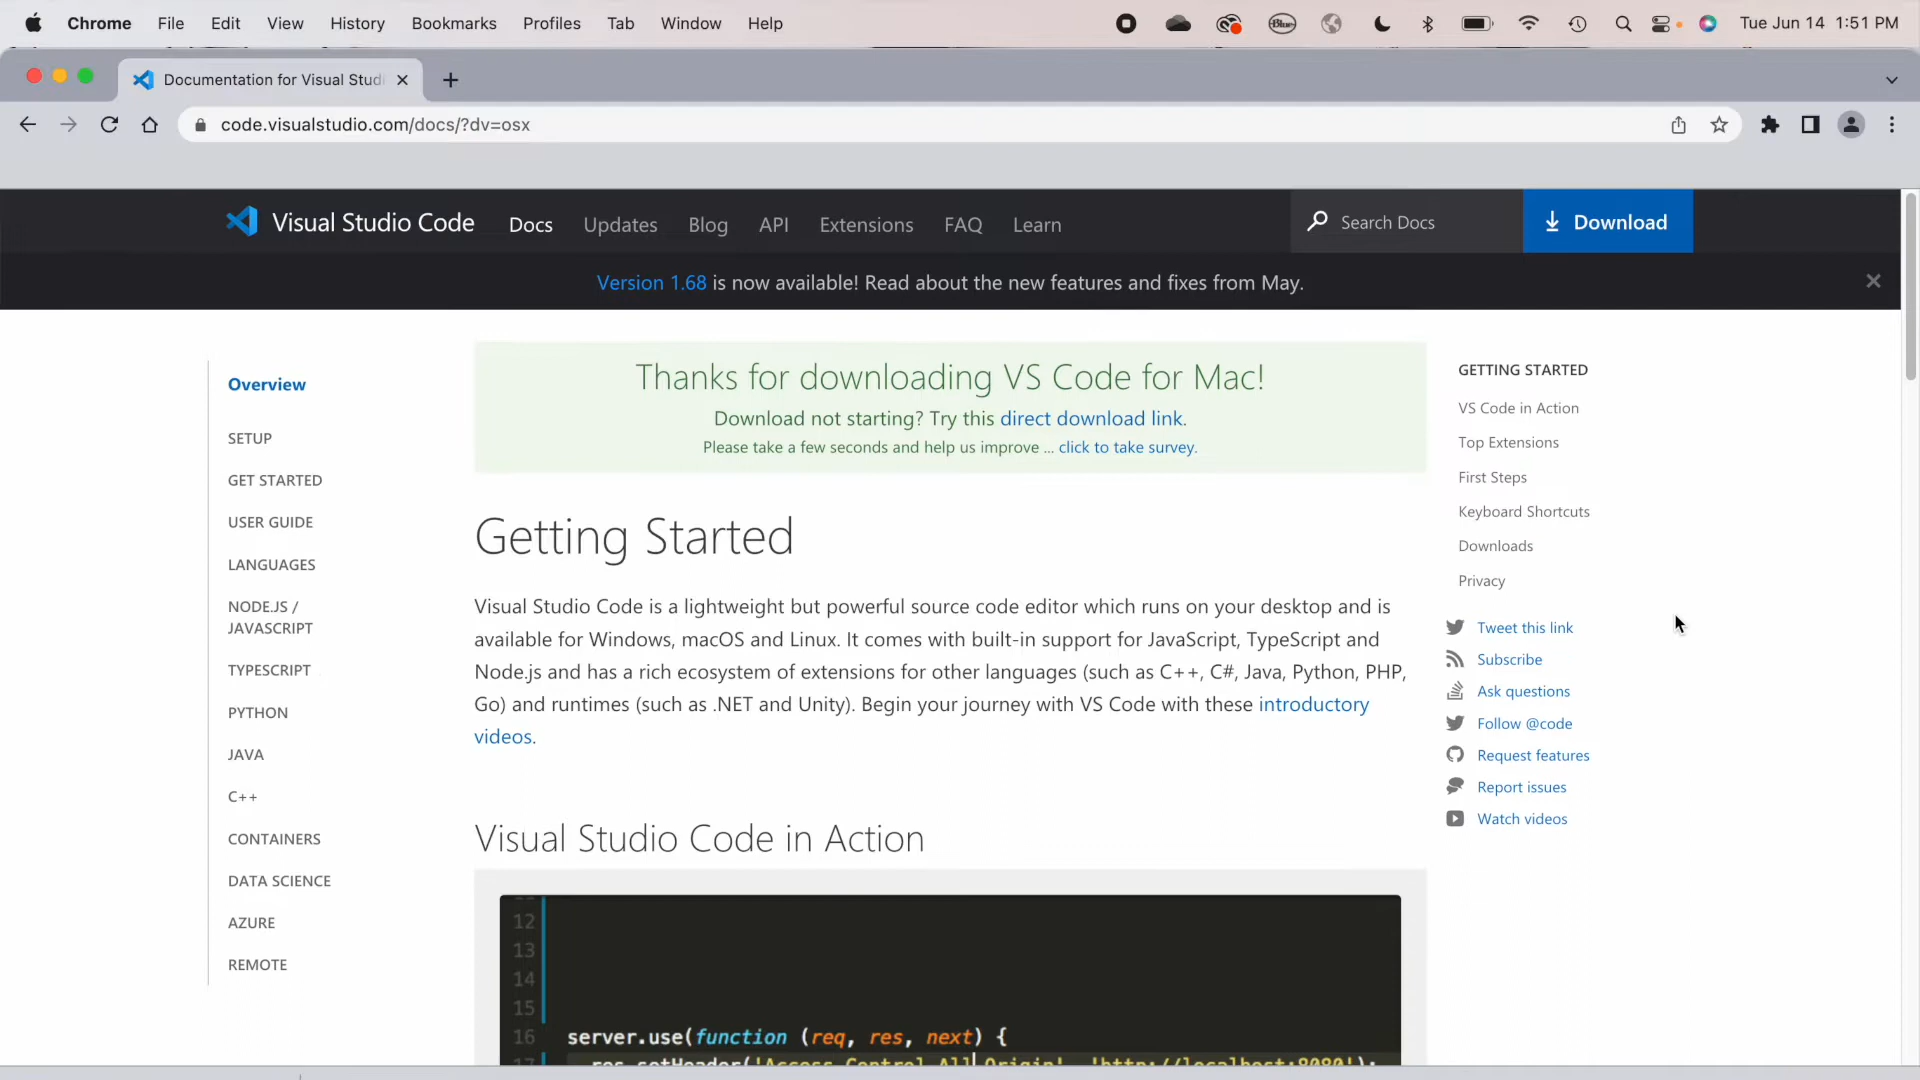 Chrome File Edit View History Bookmarks Profiles Tab Window Help Tue Jun 14 1:51 PM
Documentation for Visual Stud
code.visualstudio.com/docs/?dv=osx
Visual Studio Code Docs Updates Blog API Extensions FAQ Learn Search Docs Download
Version 1.68 is now available! Read about the new features and fixes from May.
Overview
SETUP
GET STARTED
USER GUIDE
LANGUAGES
NODE.JS /
JAVASCRIPT
TYPESCRIPT
PYTHON
JAVA
C++
CONTAINERS
DATA SCIENCE
AZURE
REMOTE
Thanks for downloading VS Code for Mac!
Download not starting? Try this direct download link.
Please take a few seconds and help us improve ... click to take survey.
Getting Started
Visual Studio Code is a lightweight but powerful source code editor which runs on your desktop and is
available for Windows, macOS and Linux. It comes with built-in support for JavaScript, TypeScript and
Node.js and has a rich ecosystem of extensions for other languages (such as C++, C#, Java, Python, PHP,
Go) and runtimes (such as .NET and Unity). Begin your journey with VS Code with these introductory
videos.
Visual Studio Code in Action
12
13
14
15
16 server.use(function (req, res, next) {
17 res.setHeader('Access-Control-All Origin', 'http://localhost:8080');
GETTING STARTED
VS Code in Action
Top Extensions
First Steps
Keyboard Shortcuts
Downloads
Privacy
Tweet this link
Subscribe
Ask questions
Follow @code
Request features
Report issues
Watch videos